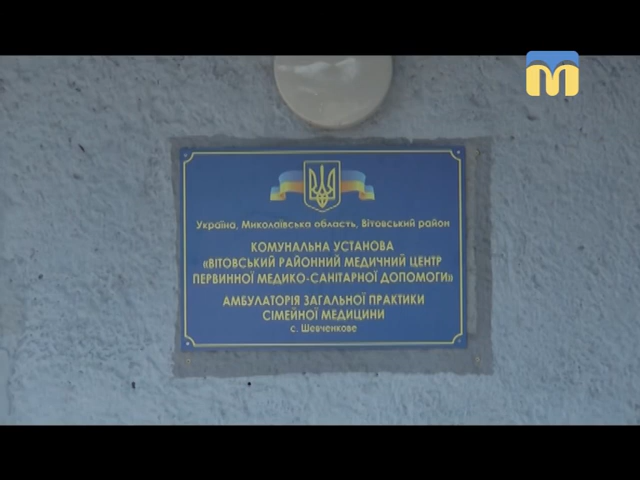 М
Україна, Миколаївська область, Вітовський район
КОМУНАЛЬНА УСТАНОВА
«ВІТОВСЬКИЙ РАЙОННИЙ МЕДИЧНИЙ ЦЕНТР
ПЕРВИННОЇ МЕДИКО-САНІТАРНОЇ ДОПОМОГИ»
АМБУЛАТОРІЯ ЗАГАЛЬНОЇ ПРАКТИКИ
СІМЕЙНОЇ МЕДИЦИНИ
с. Шевченкове